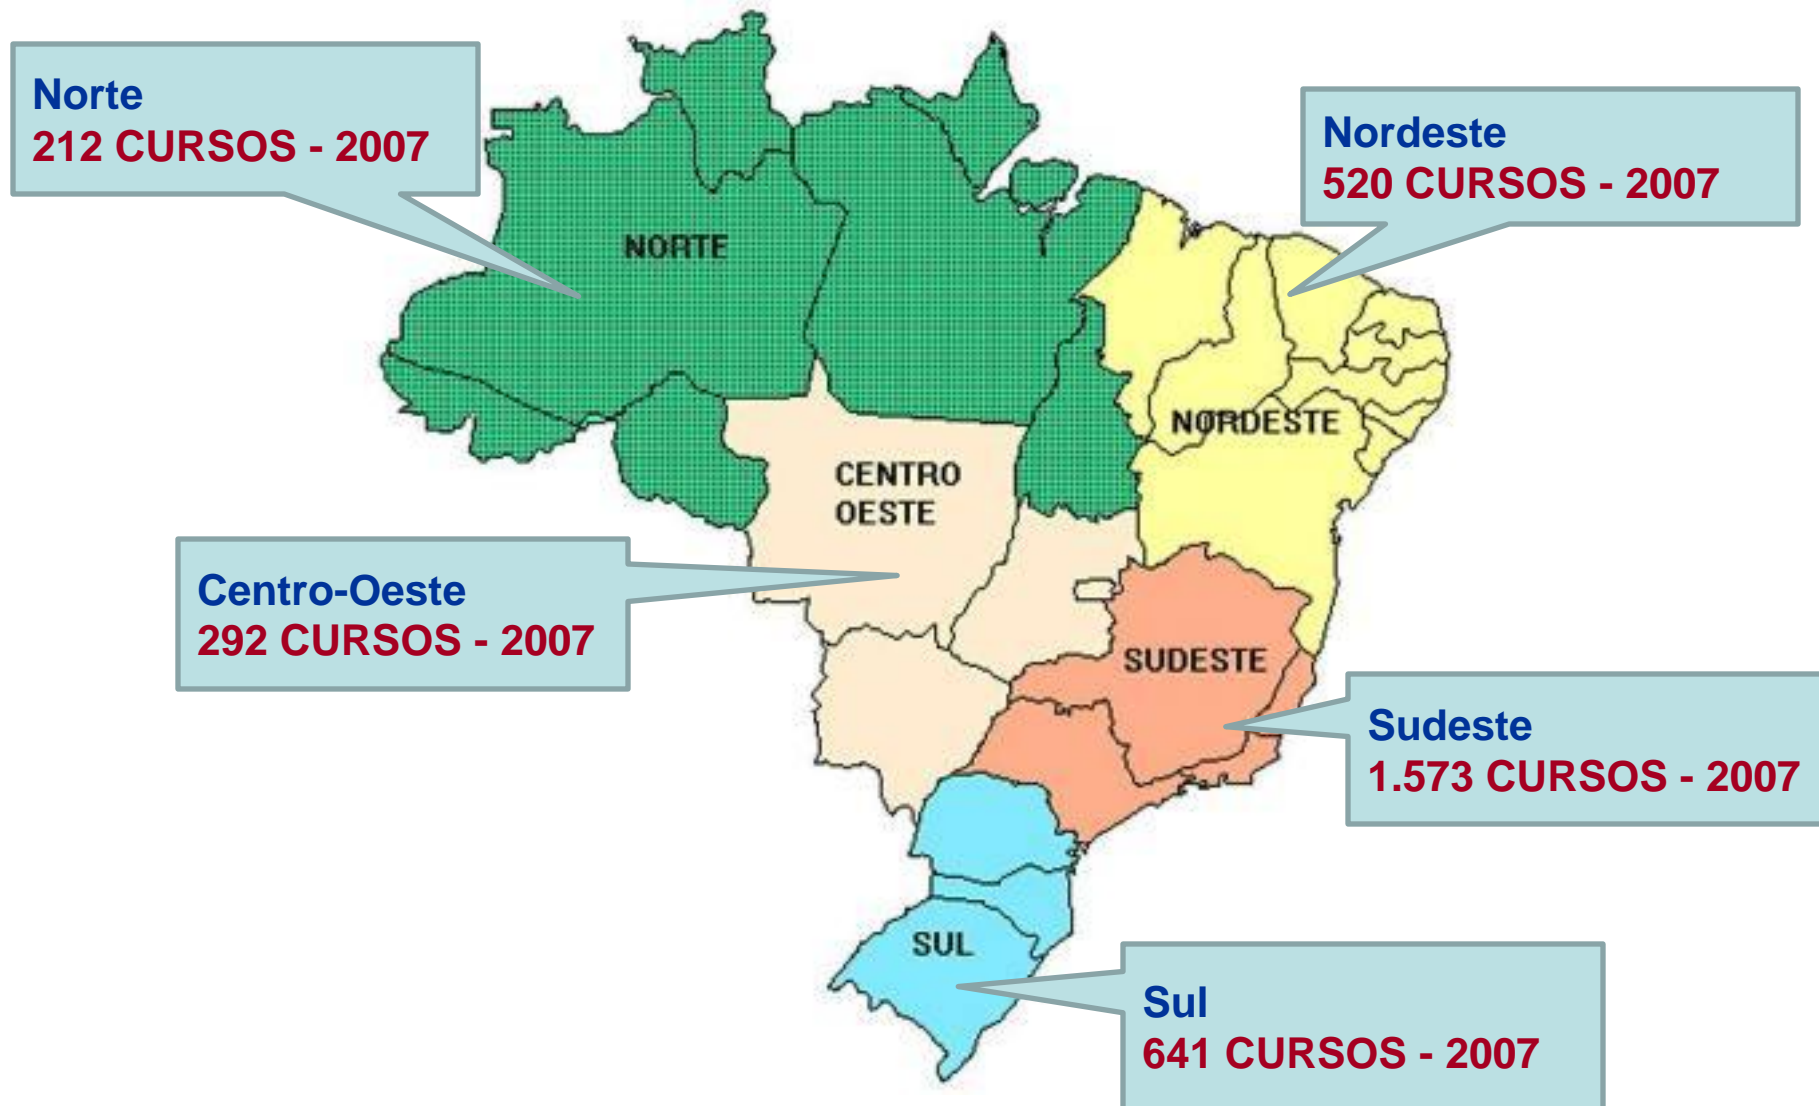 Norte
212 CURSOS - 2007
Nordeste
520 CURSOS - 2007
NORTE
NORDESTE
CENTRO
OESTE
Centro-Oeste
292 CURSOS - 2007
SUDESTE
Sudeste
1.573 CURSOS - 2007
SUL
Sul
641 CURSOS - 2007